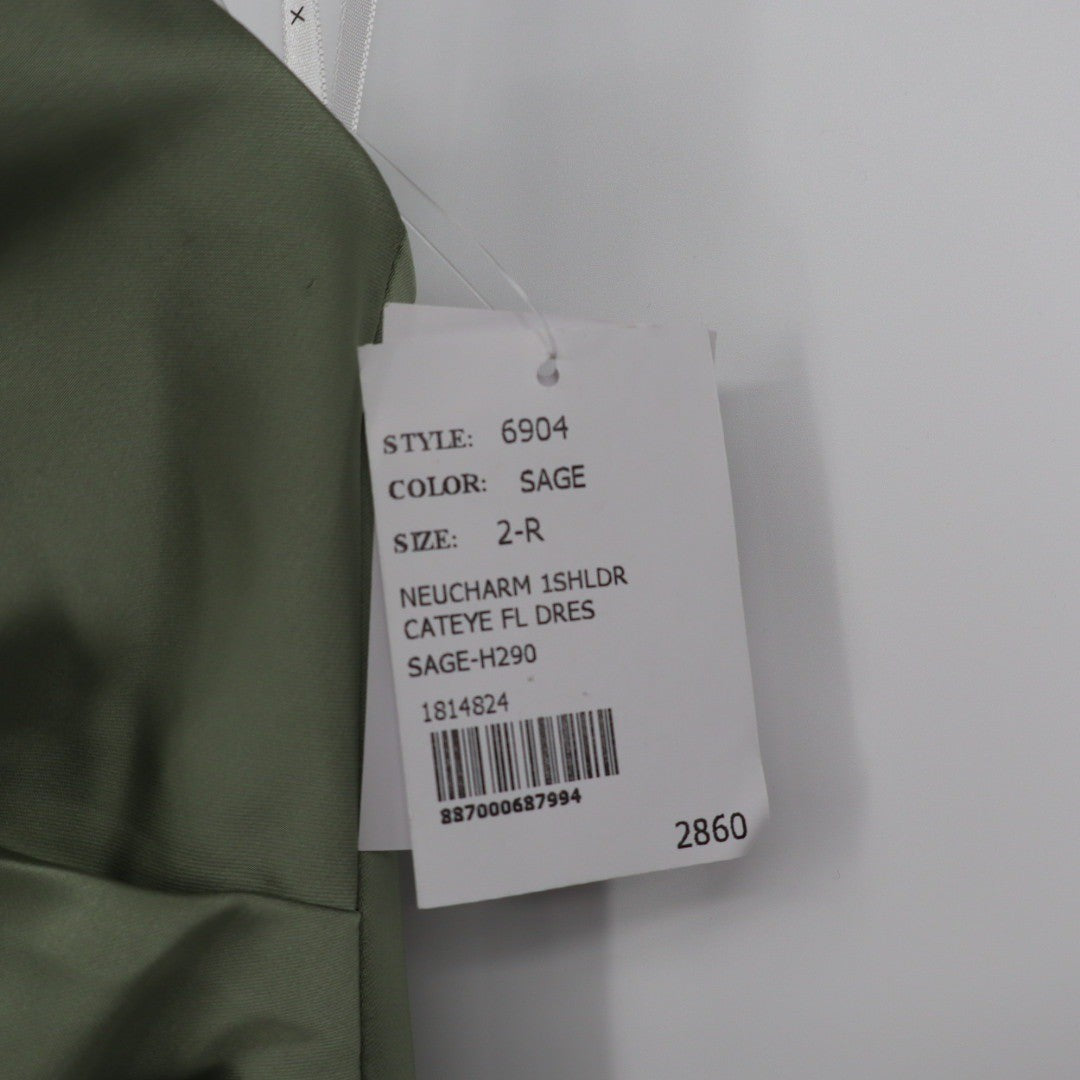 STYLE: 6904
COLOR: SAGE
SIZE: 2-R
NEUCHARM 1SHLDR
CATEYE FL DRES
SAGE-H290
1814824
887000687994
2860